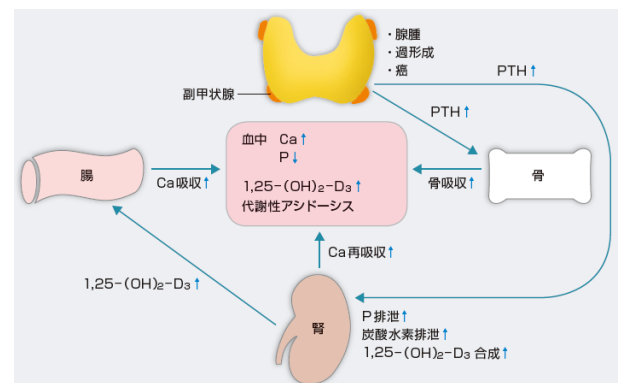 ・腺腫
・過形成
・癌
PTH↑
副甲状腺
PTH↑
血中 Ca↑
P↓
1,25-(OH)₂-D₃↑
代謝性アシドーシス
腸
Ca吸収↑
骨吸収↑
骨
Ca再吸収↑
1,25-(OH)₂-D₃↑
腎
P排泄↑
炭酸水素排泄↑
1,25-(OH)₂-D₃合成↑